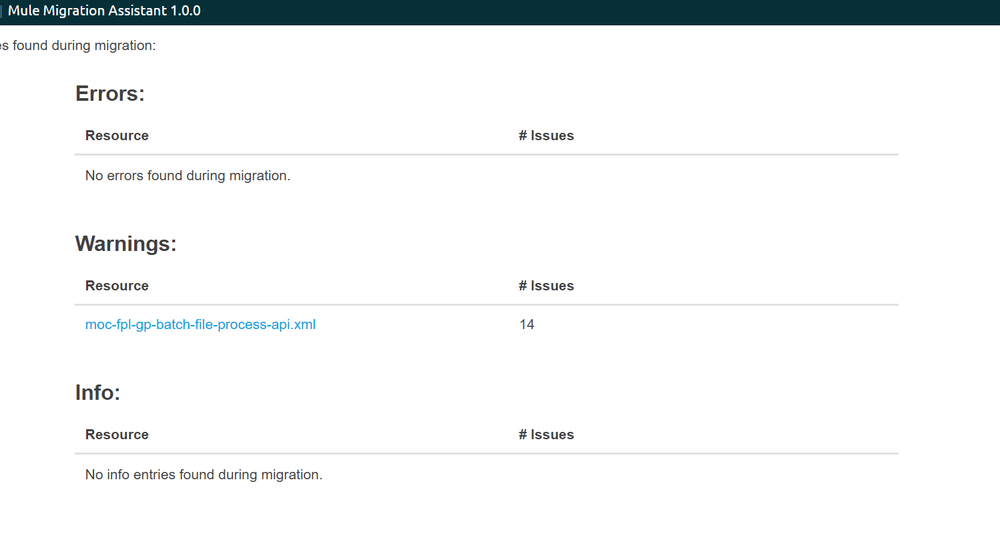 Mule Migration Assistant 1.0.0
found during migration:
Errors:
Resource # Issues
No errors found during migration.
Warnings:
Resource # Issues
moc-fpl-gp-batch-file-process-api.xml 14
Info:
Resource # Issues
No info entries found during migration.